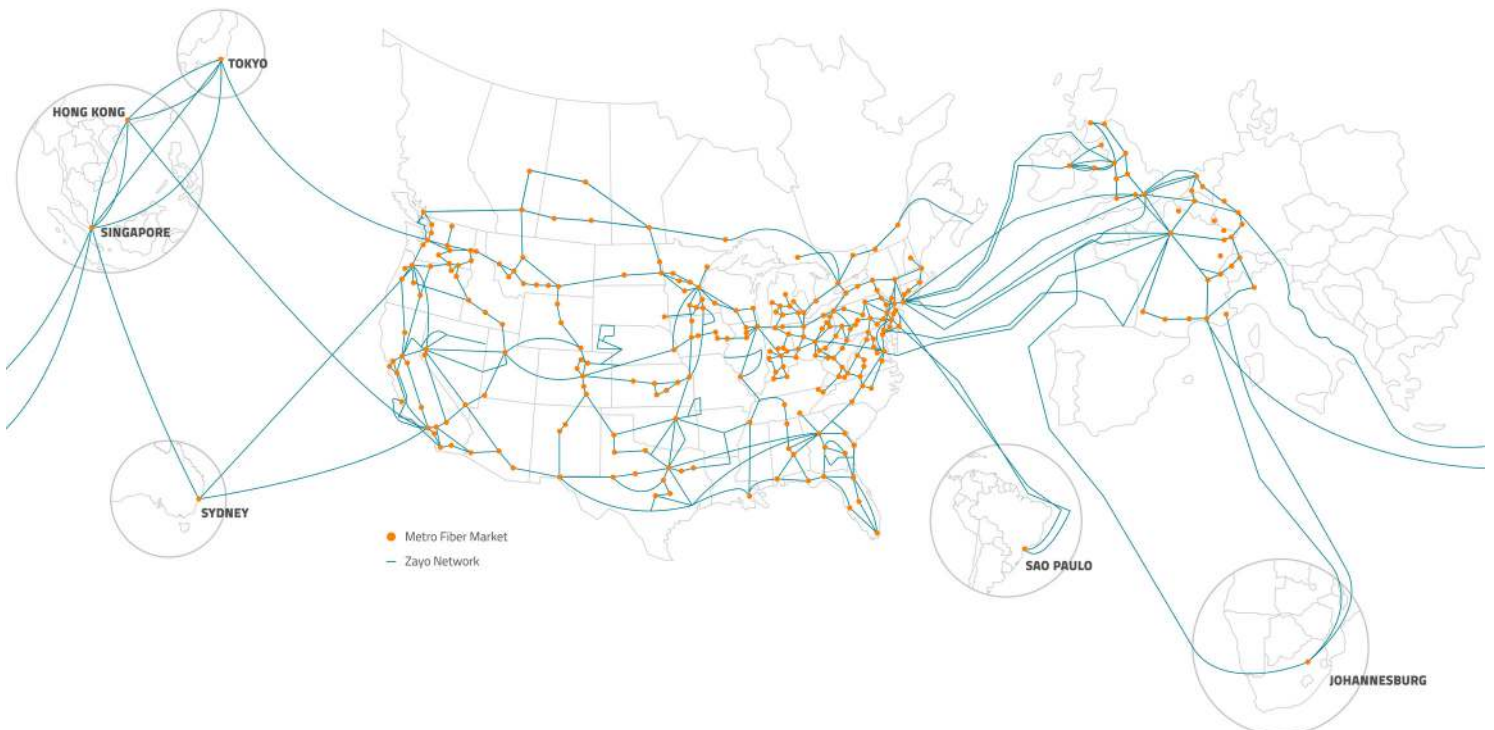 TOKYO
HONG KONG
SINGAPORE
SYDNEY
Metro Fiber Market
Zayo Network
SAO PAULO
JOHANNESBURG